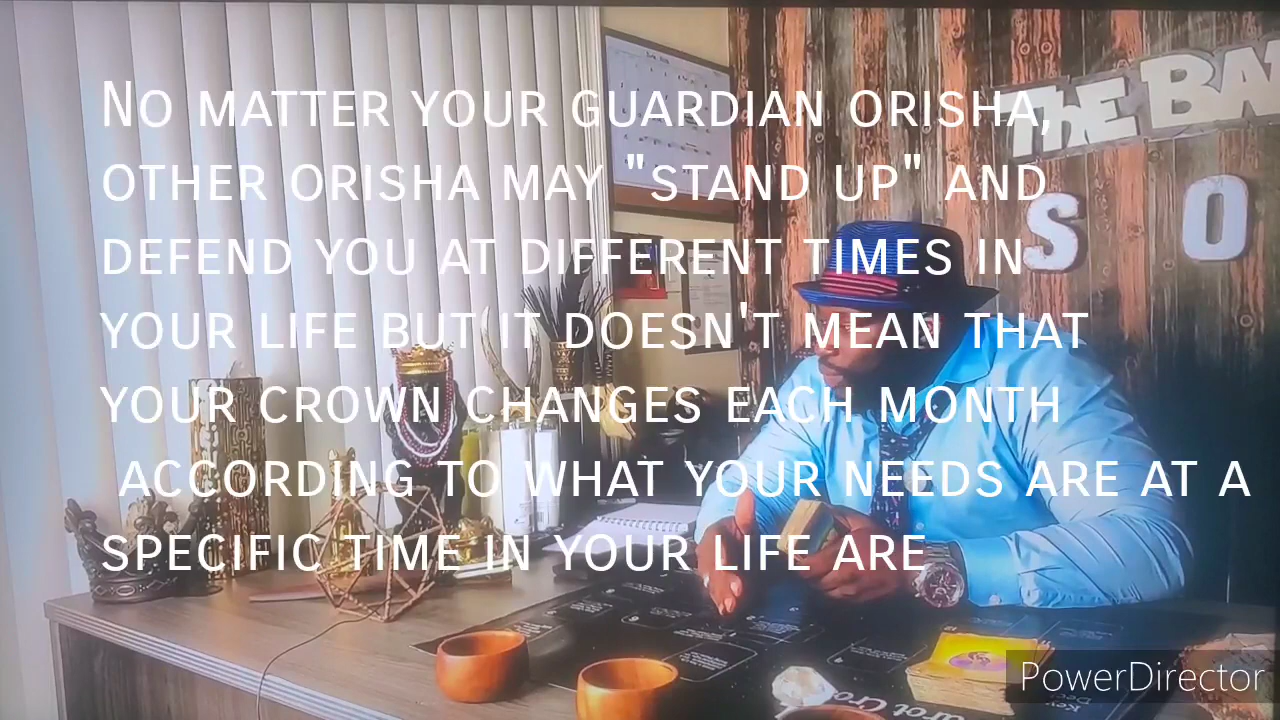 No matter your guardian orisha,
other orisha may "stand up" and
defend you at different times in
your life but it doesn't mean that
your crown changes each month
according to what your needs are at a
specific time in your life are
THE BA
S O
PowerDirector